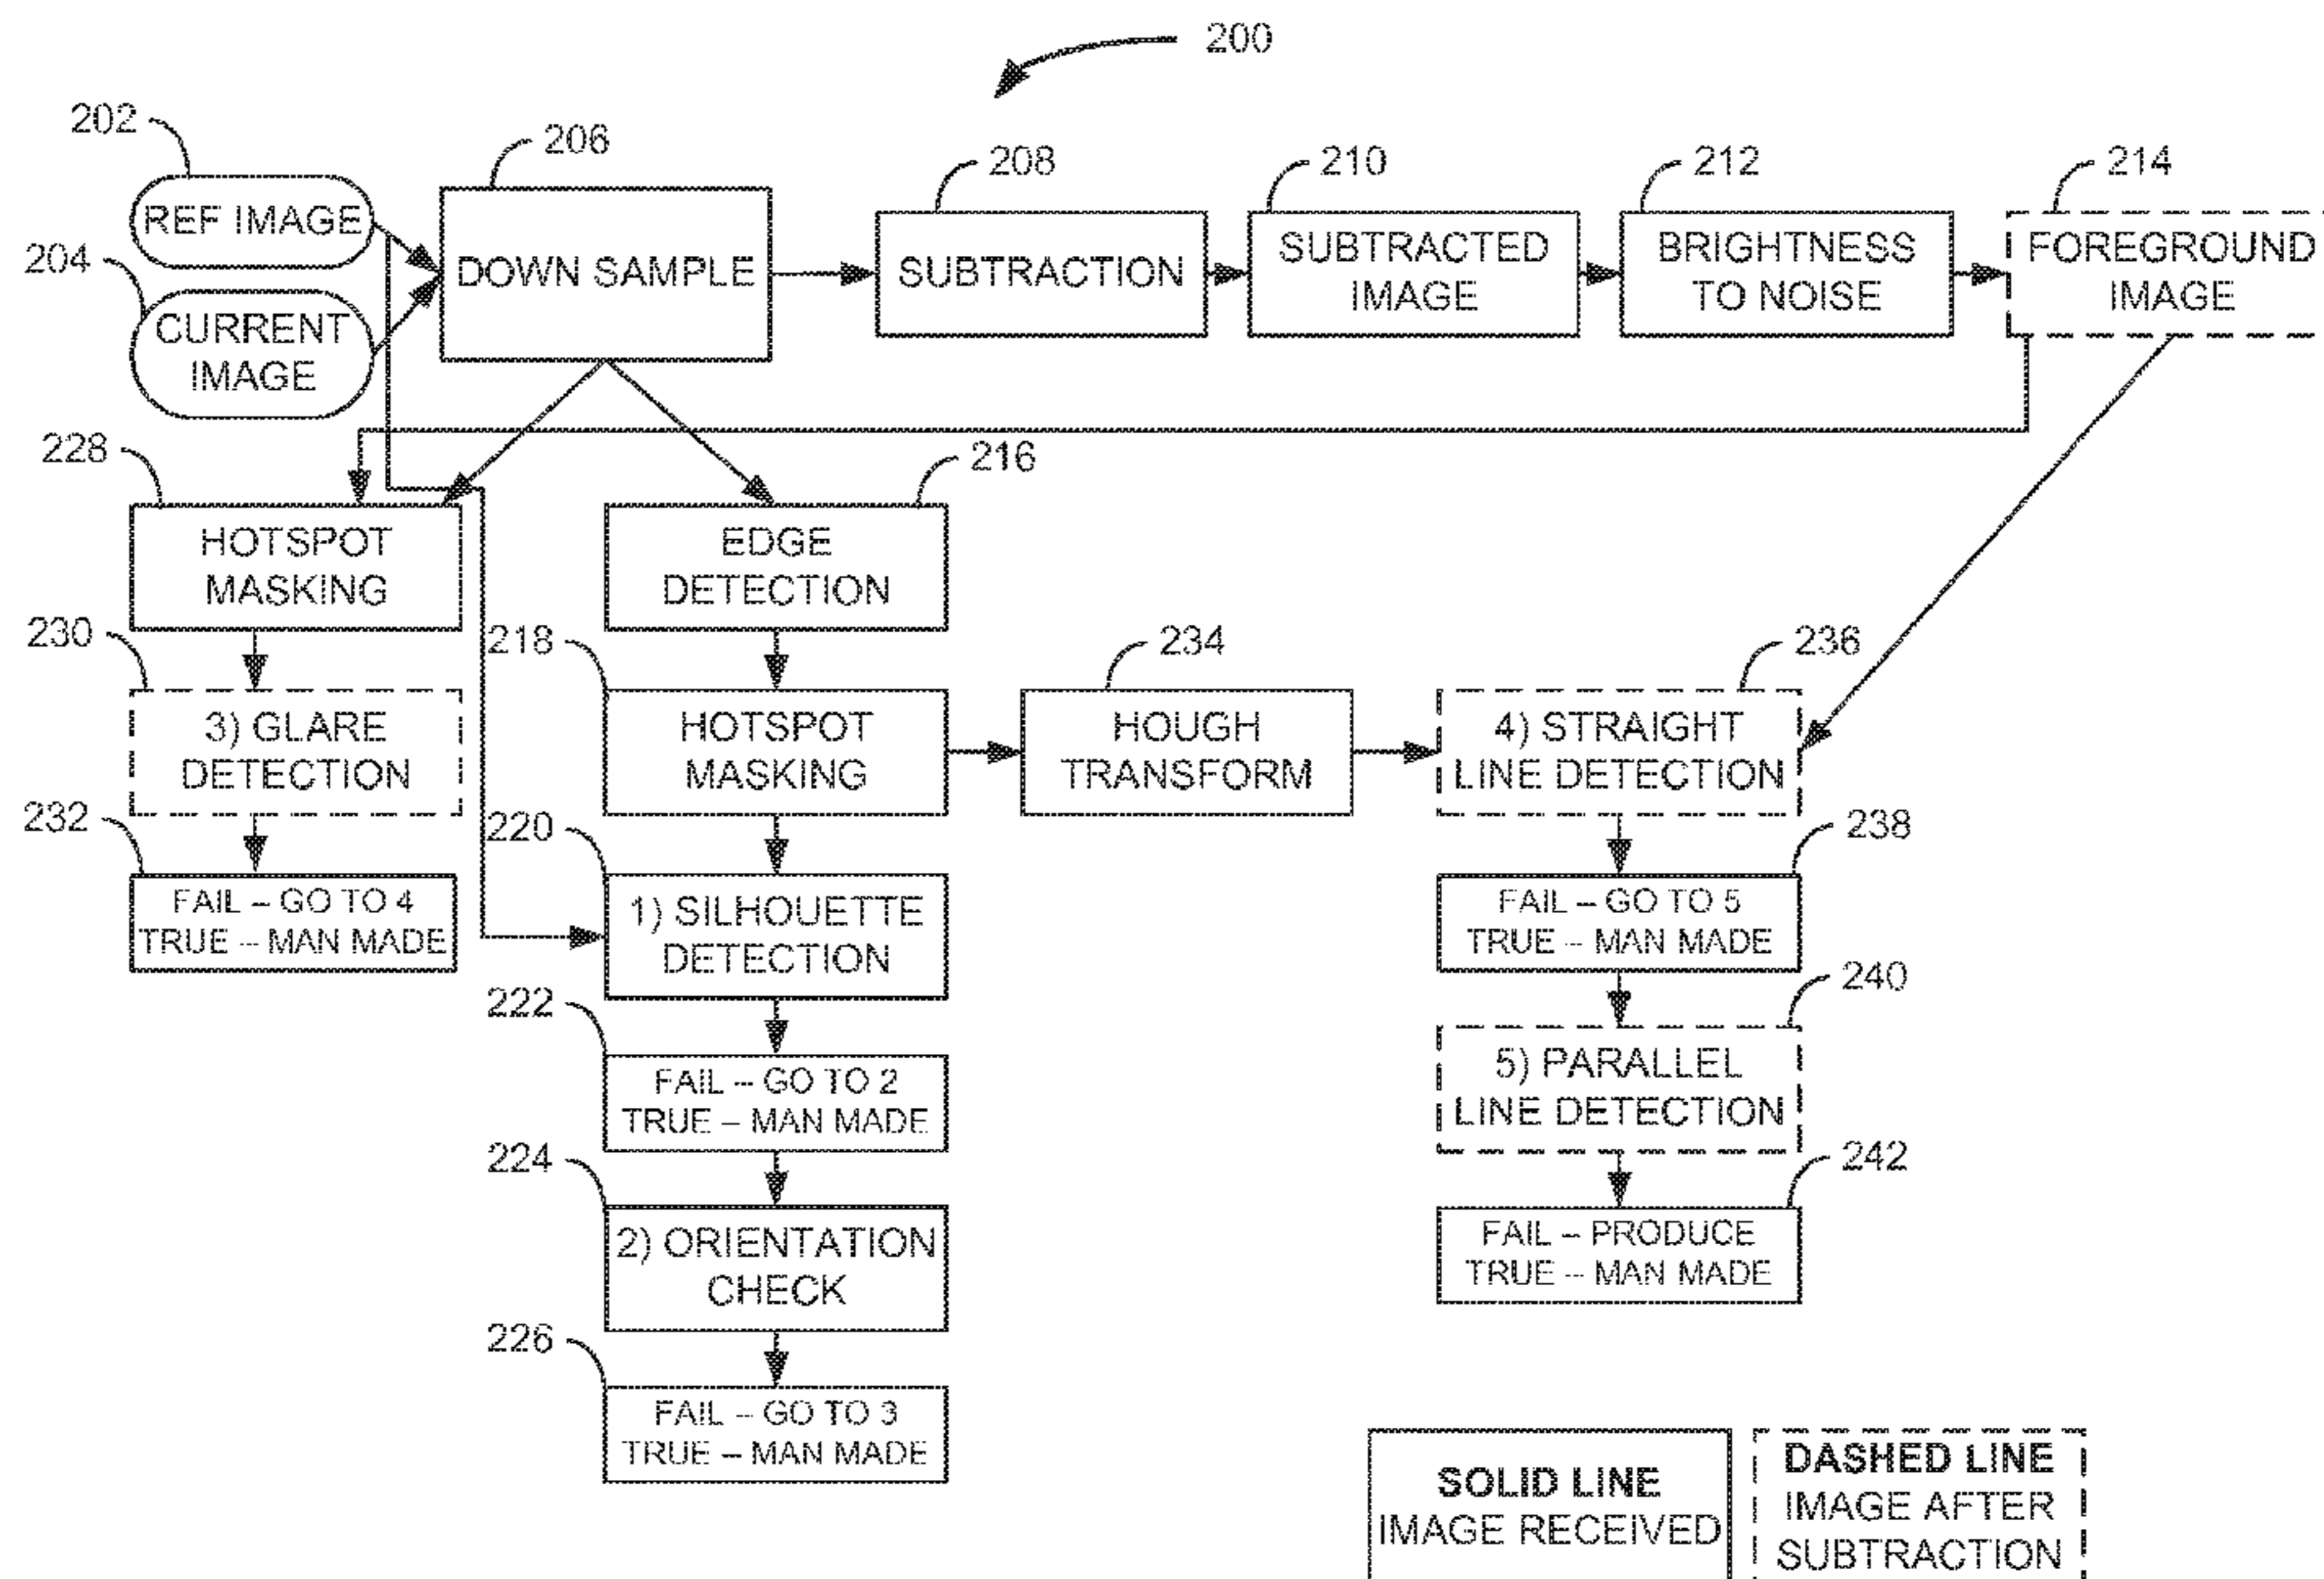 200
202
206
208
210
212
214
REF IMAGE
204
CURRENT
IMAGE
DOWN SAMPLE
SUBTRACTION
SUBTRACTED
IMAGE
BRIGHTNESS
TO NOISE
FOREGROUND
IMAGE
228
216
HOTSPOT
MASKING
EDGE
DETECTION
230
218
234
236
3) GLARE
DETECTION
HOTSPOT
MASKING
HOUGH
TRANSFORM
4) STRAIGHT
LINE DETECTION
232
220
238
FAIL – GO TO 4
TRUE – MAN MADE
1) SILHOUETTE
DETECTION
FAIL – GO TO 5
TRUE – MAN MADE
222
240
FAIL – GO TO 2
TRUE – MAN MADE
5) PARALLEL
LINE DETECTION
224
242
2) ORIENTATION
CHECK
FAIL – PRODUCE
TRUE – MAN MADE
226
FAIL – GO TO 3
TRUE – MAN MADE
SOLID LINE
IMAGE RECEIVED
DASHED LINE
IMAGE AFTER
SUBTRACTION